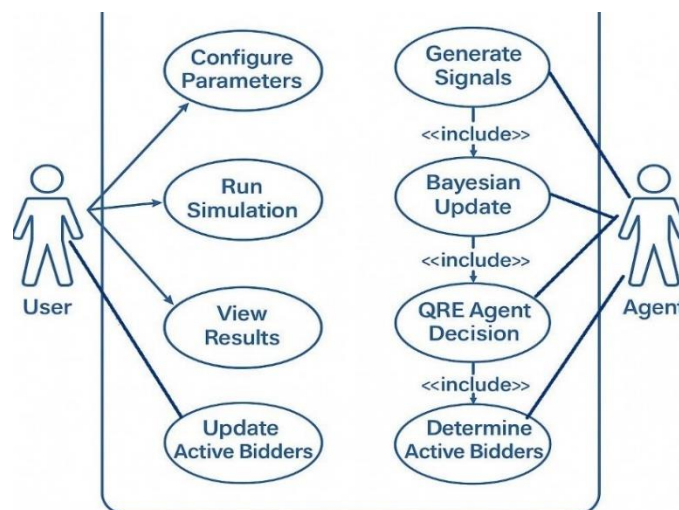 Configure
Parameters
Generate
Signals
<<include>>
Run
Simulation
Bayesian
Update
<<include>>
User
View
Results
QRE Agent
Decision
Agent
<<include>>
Update
Active Bidders
Determine
Active Bidders